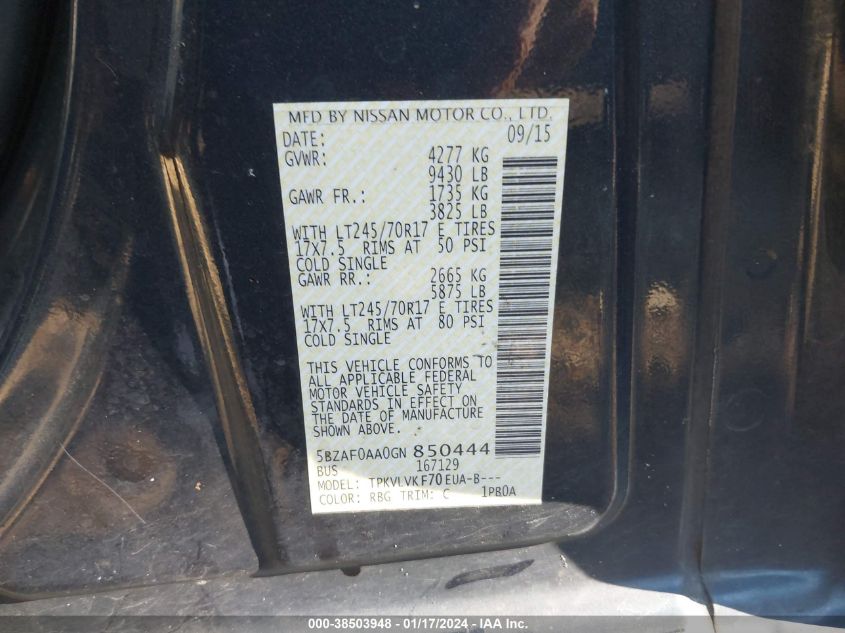 MFD BY NISSAN MOTOR CO., LTD.
DATE: 09/15
GVWR: 4277 KG
9430 LB
GAWR FR.: 1735 KG
3825 LB
WITH LT245/70R17 E TIRES
17X7.5 RIMS AT 50 PSI
COLD SINGLE
GAWR RR.: 2665 KG
5875 LB
WITH LT245/70R17 E TIRES
17X7.5 RIMS AT 80 PSI
COLD SINGLE
THIS VEHICLE CONFORMS TO
ALL APPLICABLE FEDERAL
MOTOR VEHICLE SAFETY
STANDARDS IN EFFECT ON
THE DATE OF MANUFACTURE
SHOWN ABOVE.
5BZAF0AA0GN 850444
BUS 167129
MODEL: TPKVLVKF70EUA-B---
COLOR: RBG TRIM: C 1PB0A
000-38503948 - 01/17/2024 - IAA Inc.